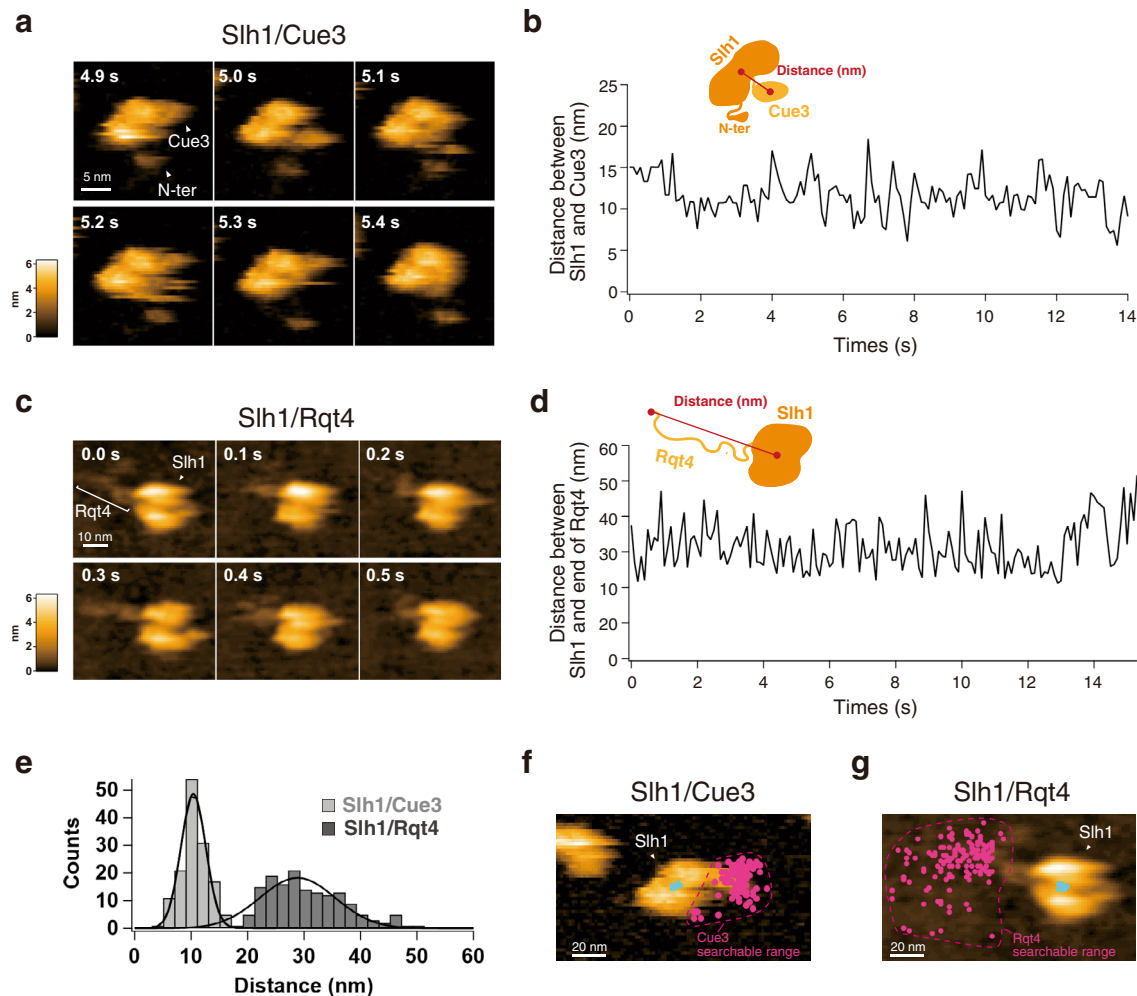 a
Slh1/Cue3
4.9 s
5.0 s
5.1 s
Cue3
N-ter
5 nm
5.2 s
5.3 s
5.4 s
6
4
2
0
nm
b
Slh1
Distance (nm)
Cue3
N-ter
Distance between
Slh1 and Cue3 (nm)
25
20
15
10
5
0
0 2 4 6 8 10 12 14
Times (s)
c
Slh1/Rqt4
0.0 s
0.1 s
0.2 s
Slh1
Rqt4
10 nm
0.3 s
0.4 s
0.5 s
6
4
2
0
nm
d
Distance (nm)
Slh1
Rqt4
Distance between
Slh1 and end of Rqt4 (nm)
60
50
40
30
10
20
0
0 2 4 6 8 10 12 14
Times (s)
e
Counts
50
40
30
20
10
0
Slh1/Cue3
Slh1/Rqt4
0 10 20 30 40 50 60
Distance (nm)
f
Slh1/Cue3
Slh1
Cue3
searchable range
20 nm
g
Slh1/Rqt4
Slh1
Rqt4
searchable range
20 nm